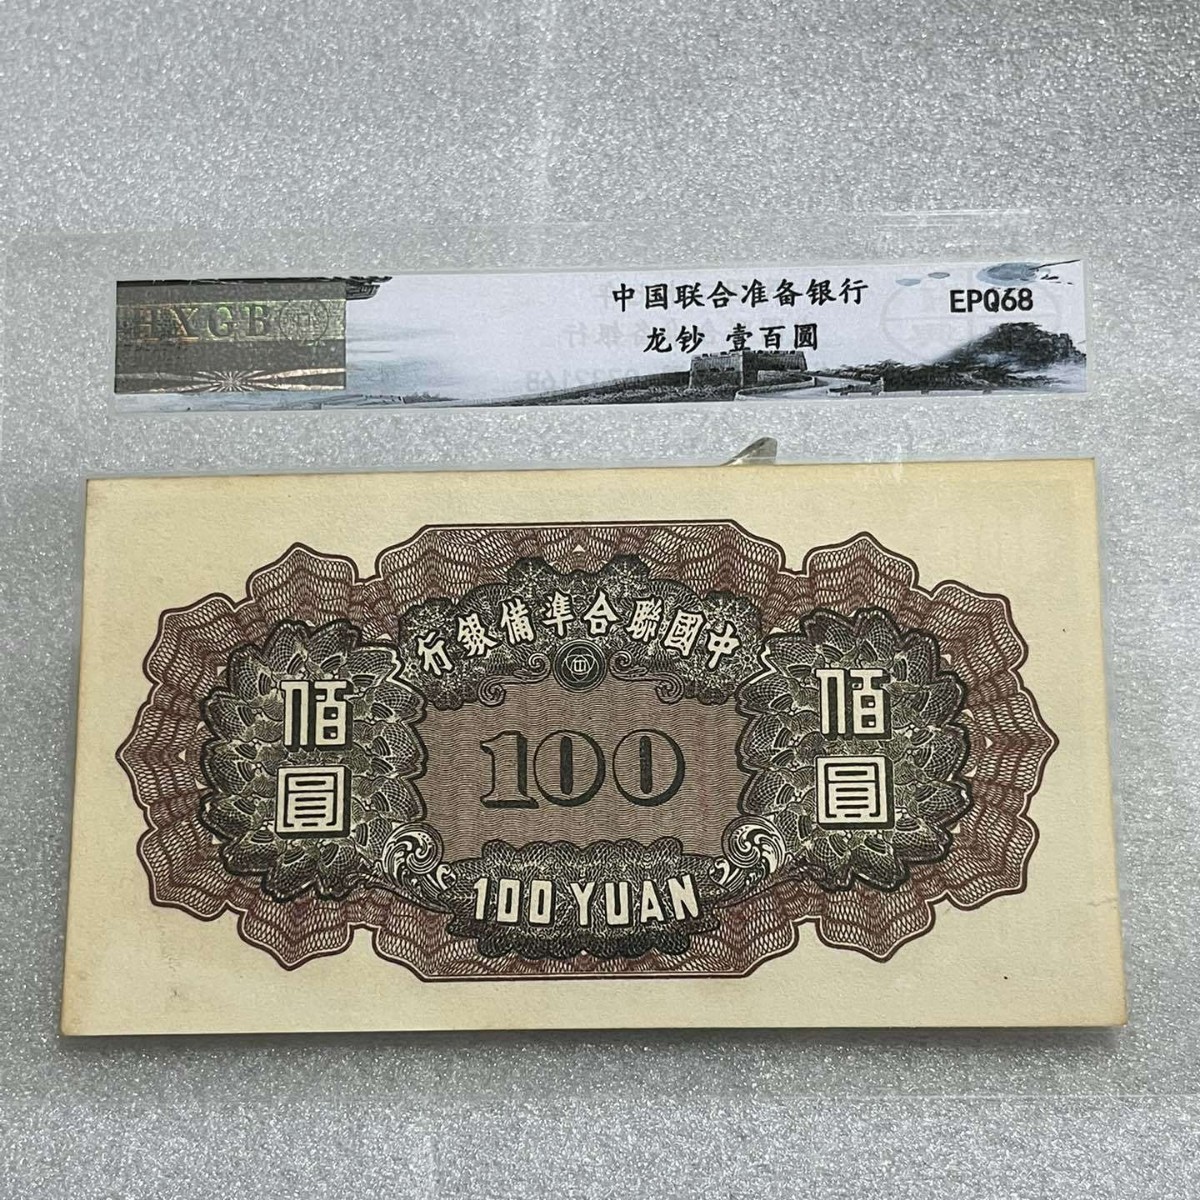 HXGB
中国联合准备银行
龙钞 壹百圆
EPQ68
中國聯合準備銀行
佰圓
100
佰圓
100 YUAN